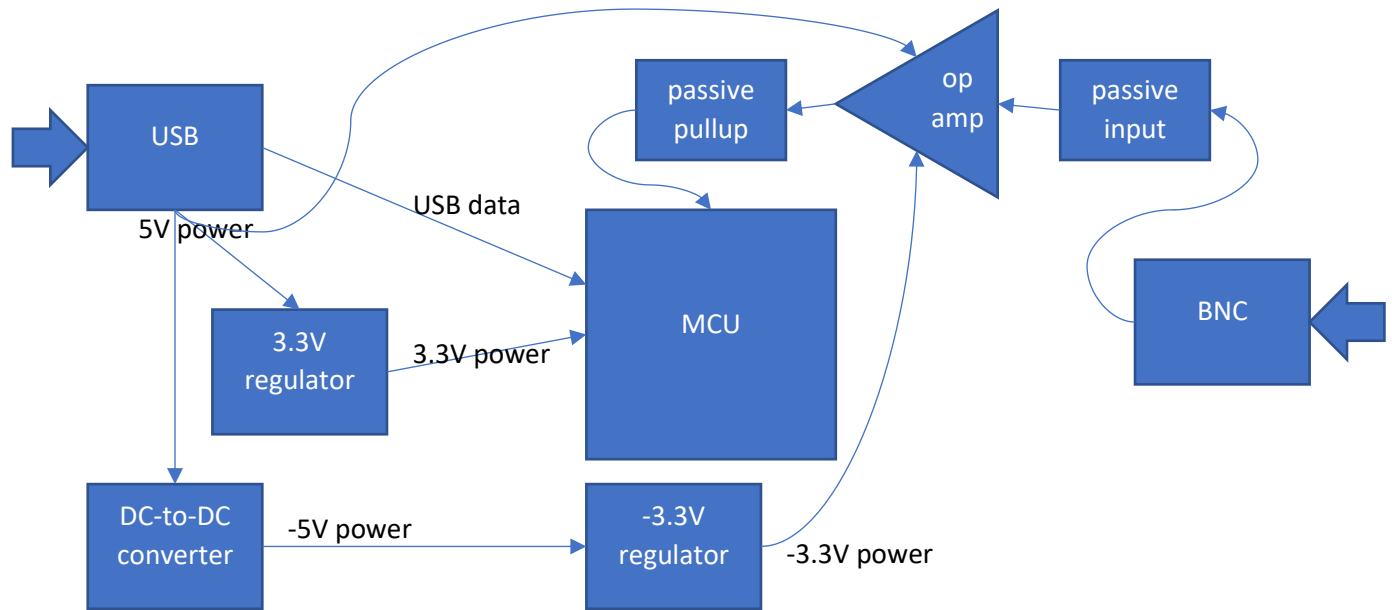 op
amp
passive
pullup
passive
input
USB
USB data
5V power
BNC
MCU
3.3V
regulator
3.3V power
DC-to-DC
converter
-5V power
-3.3V
regulator
-3.3V power